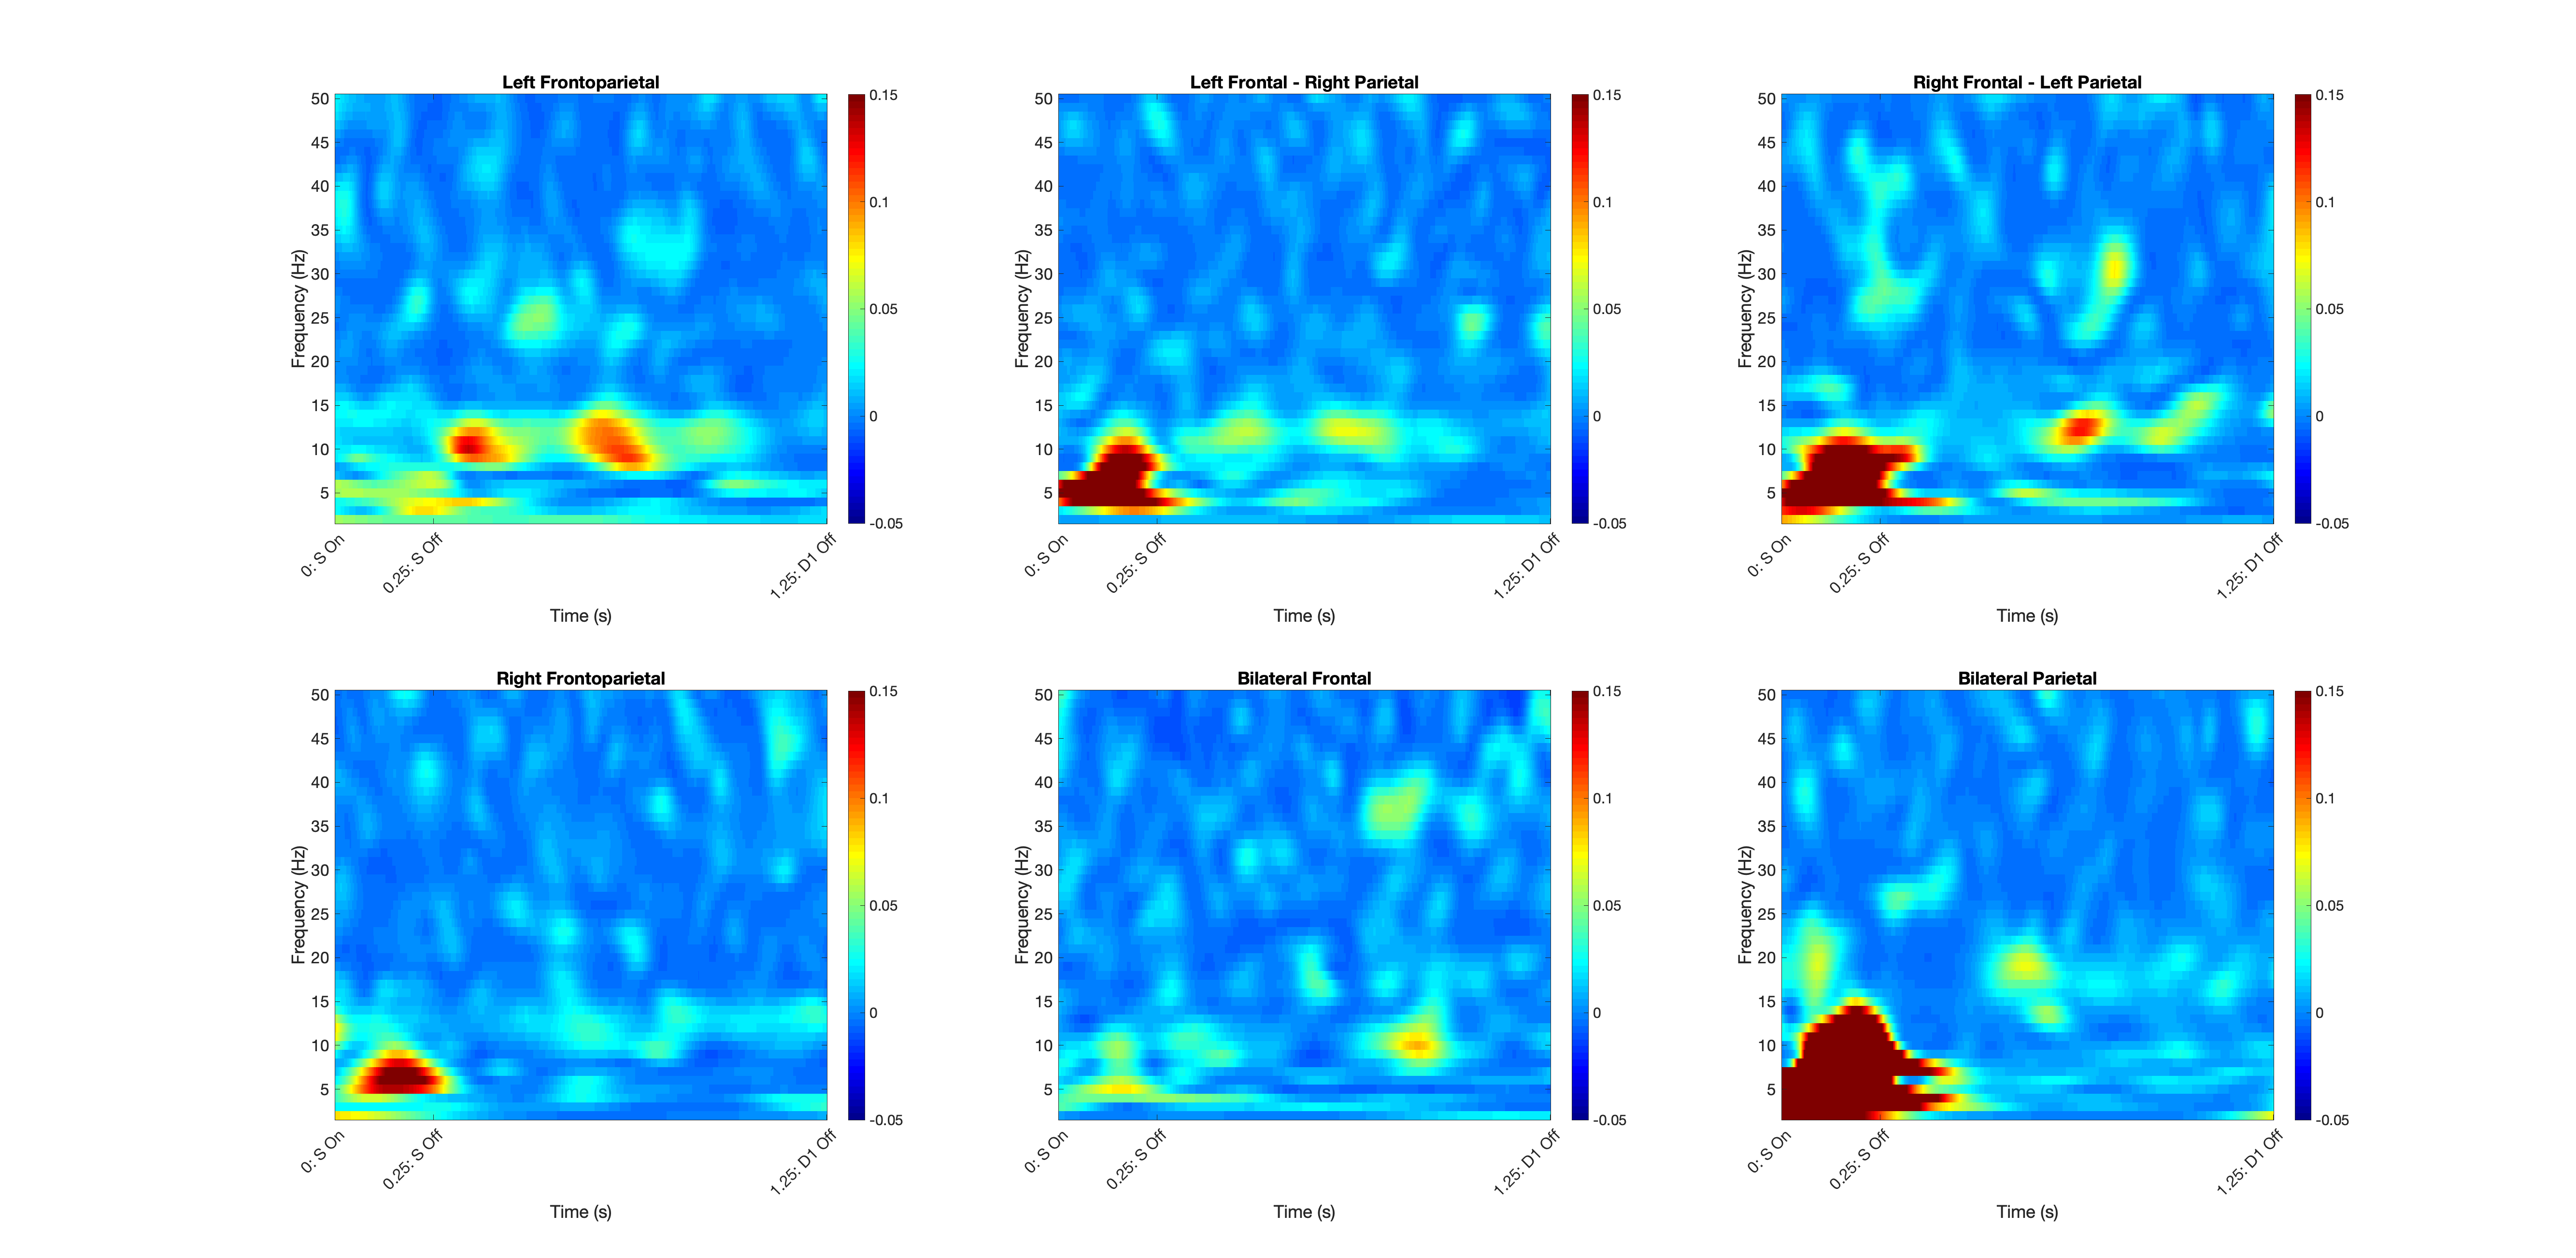 Left Frontoparietal
50
45
40
35
30
25
20
15
10
5
Frequency (Hz)
0: S On
0.25: S Off
1.25: D1 Off
Time (s)
0.15
0.1
0.05
0
-0.05
Left Frontal - Right Parietal
50
45
40
35
30
25
20
15
10
5
Frequency (Hz)
0: S On
0.25: S Off
1.25: D1 Off
Time (s)
0.15
0.1
0.05
0
-0.05
Right Frontal - Left Parietal
50
45
40
35
30
25
20
15
10
5
Frequency (Hz)
0: S On
0.25: S Off
1.25: D1 Off
Time (s)
0.15
0.1
0.05
0
-0.05
Right Frontoparietal
50
45
40
35
30
25
20
15
10
5
Frequency (Hz)
0: S On
0.25: S Off
1.25: D1 Off
Time (s)
0.15
0.1
0.05
0
-0.05
Bilateral Frontal
50
45
40
35
30
25
20
15
10
5
Frequency (Hz)
0: S On
0.25: S Off
1.25: D1 Off
Time (s)
0.15
0.1
0.05
0
-0.05
Bilateral Parietal
50
45
40
35
30
25
20
15
10
5
Frequency (Hz)
0: S On
0.25: S Off
1.25: D1 Off
Time (s)
0.15
0.1
0.05
0
-0.05